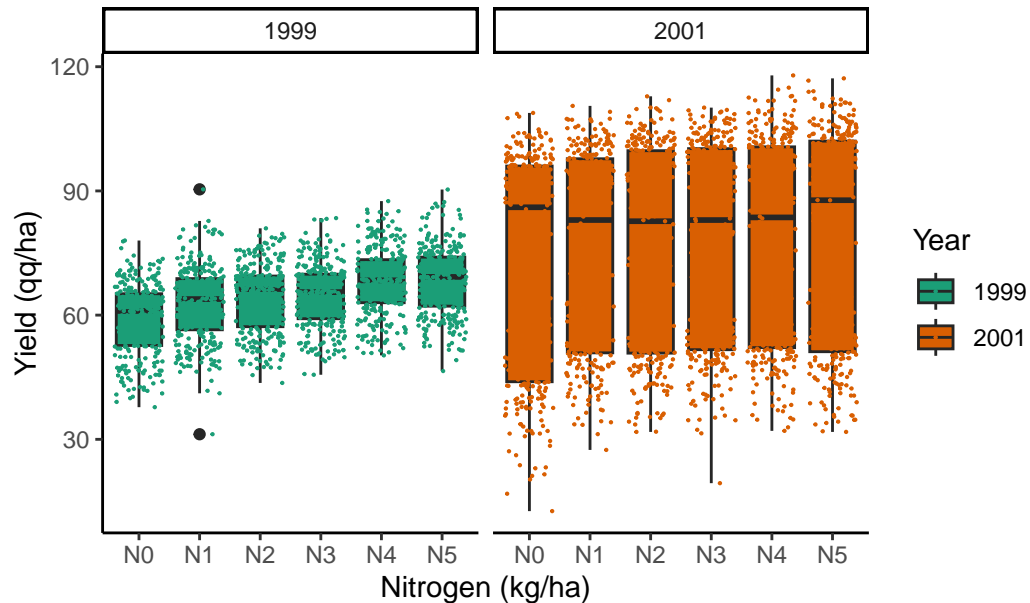 1999 2001
120
90
60
30
Yield (qq/ha)
N0 N1 N2 N3 N4 N5 N0 N1 N2 N3 N4 N5
Nitrogen (kg/ha)
Year
1999
2001